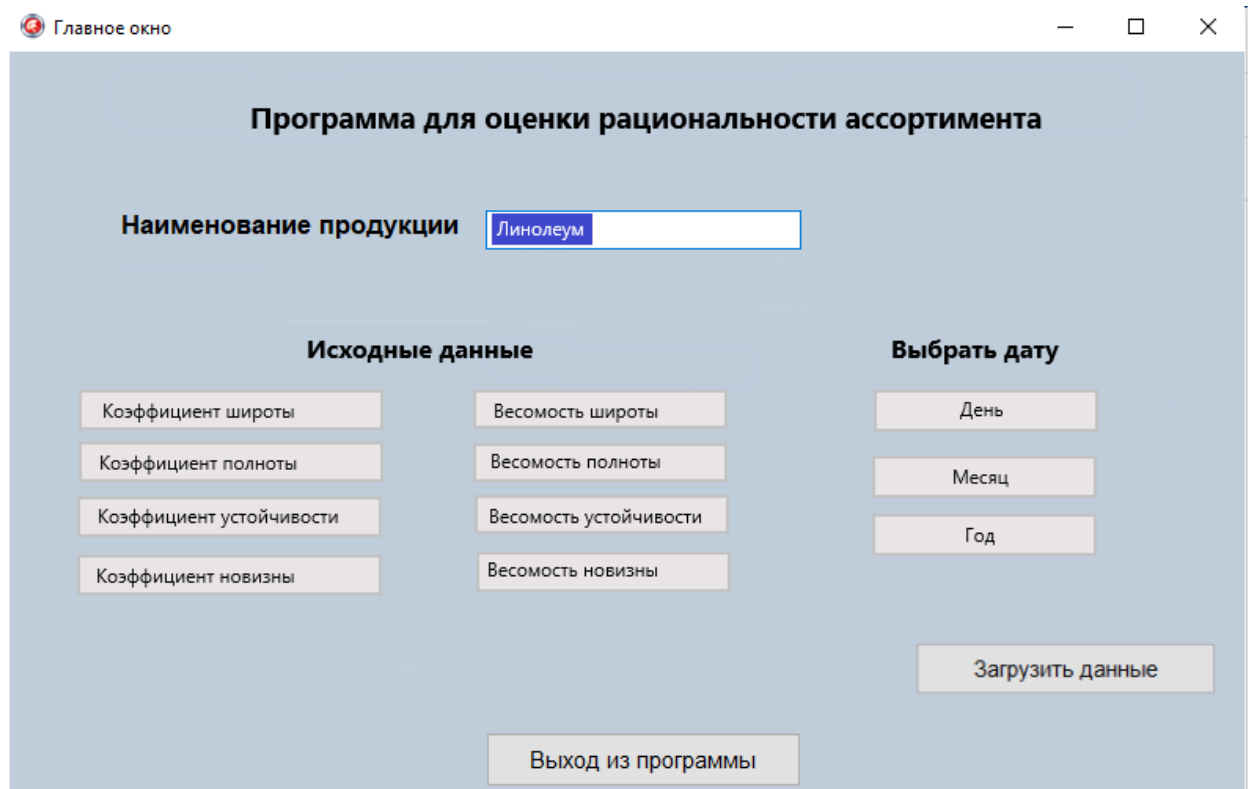 Главное окно
Программа для оценки рациональности ассортимента
Наименование продукции
Линолеум
Исходные данные
Выбрать дату
Коэффициент широты
Весомость широты
День
Коэффициент полноты
Весомость полноты
Месяц
Коэффициент устойчивости
Весомость устойчивости
Год
Коэффициент новизны
Весомость новизны
Загрузить данные
Выход из программы